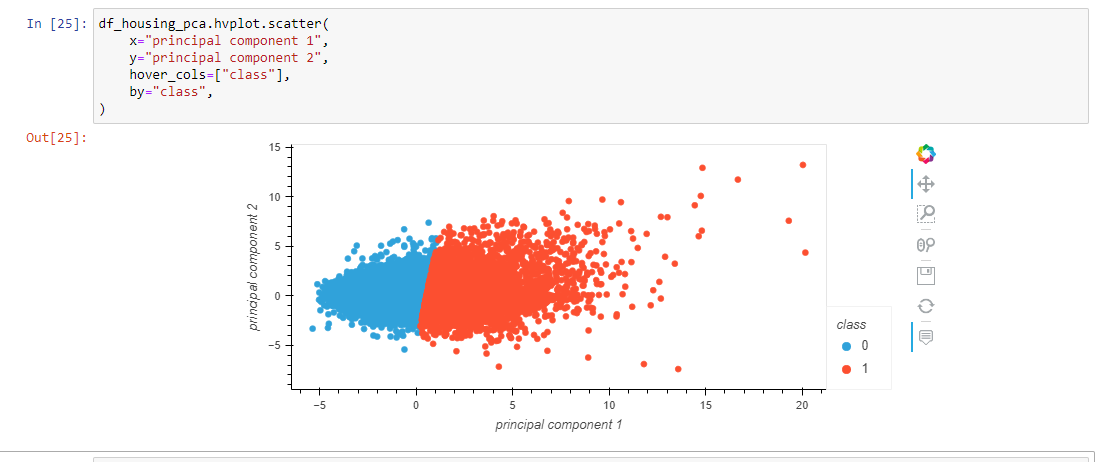 In [25]: df_housing_pca.hvplot.scatter(
    x="principal component 1",
    y="principal component 2",
    hover_cols=["class"],
    by="class",
)
Out[25]:
15
10
5
0
−5
principal component 2
−5 0 5 10 15 20
principal component 1
class
0
1